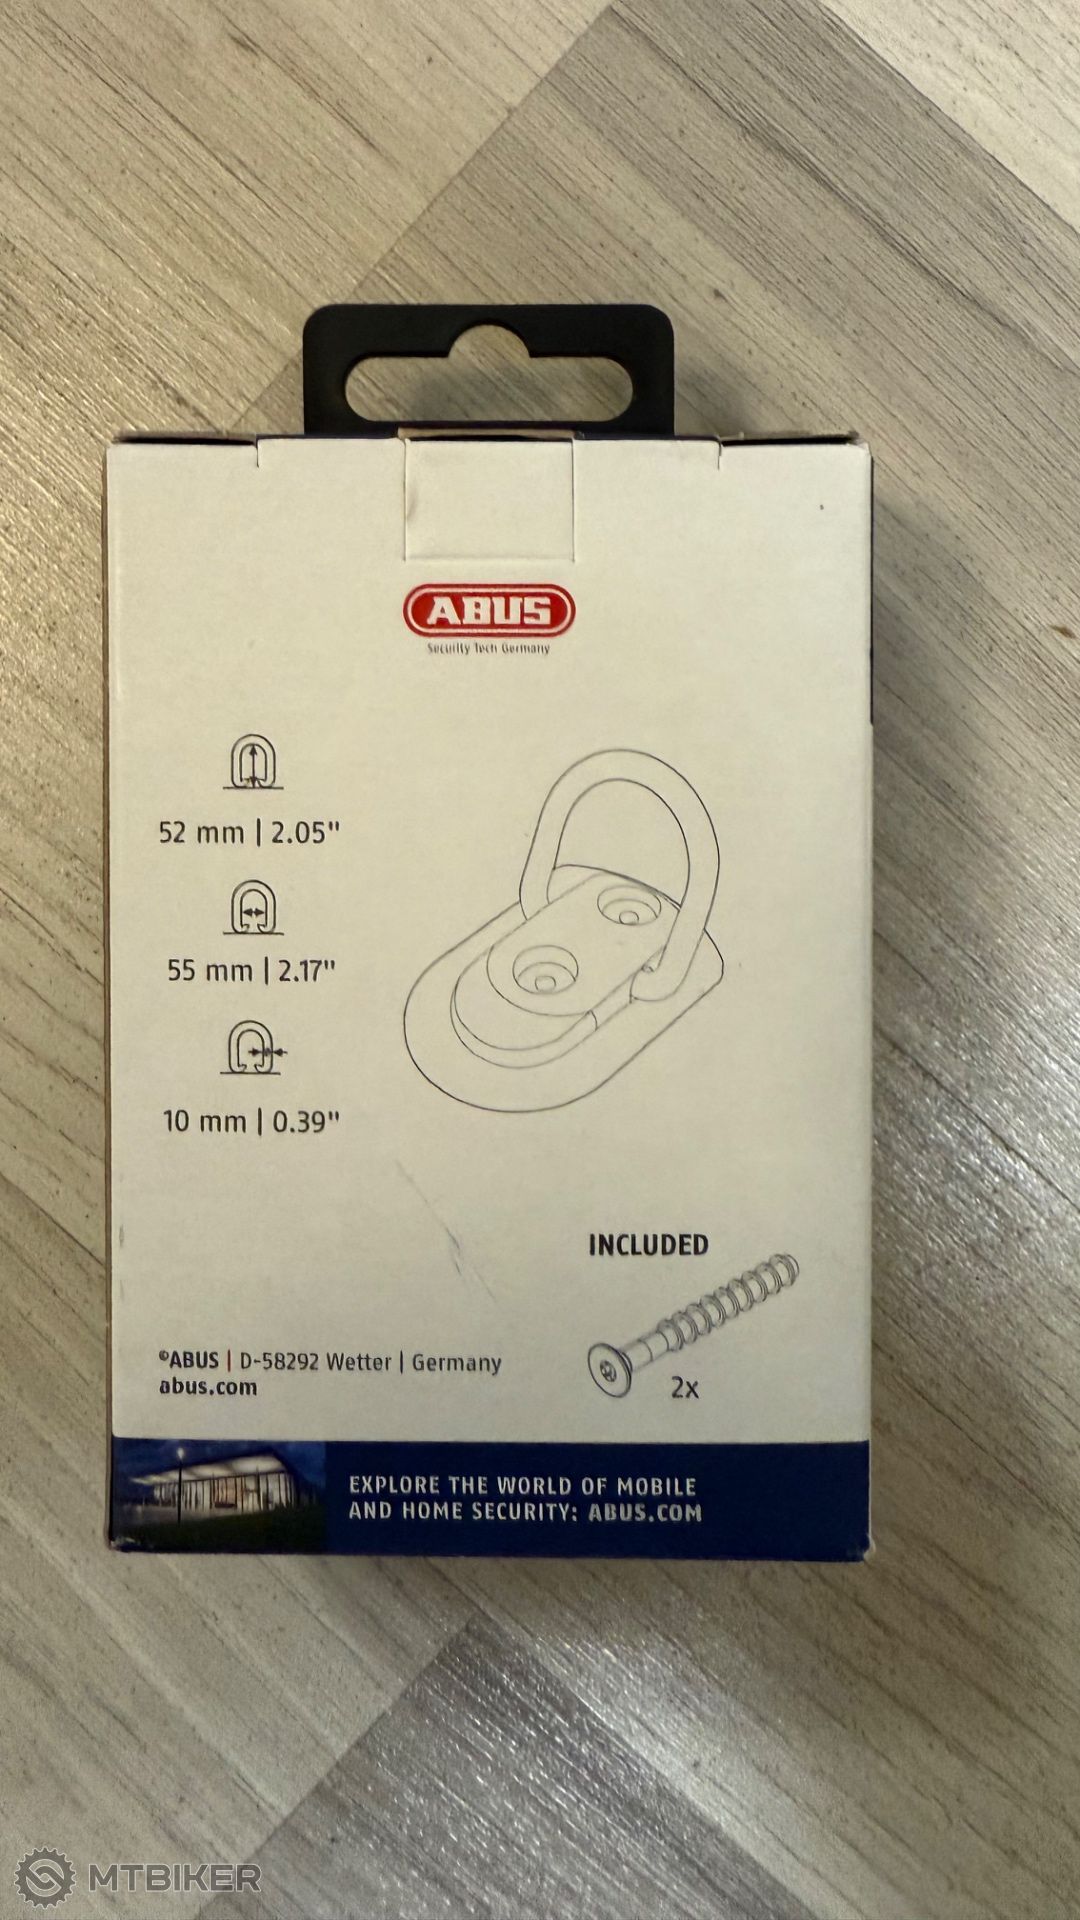 ABUS
Security Tech Germany
52 mm | 2.05"
55 mm | 2.17"
10 mm | 0.39"
INCLUDED
2x
©ABUS | D-58292 Wetter | Germany
abus.com
EXPLORE THE WORLD OF MOBILE
AND HOME SECURITY: ABUS.COM
MTBIKER